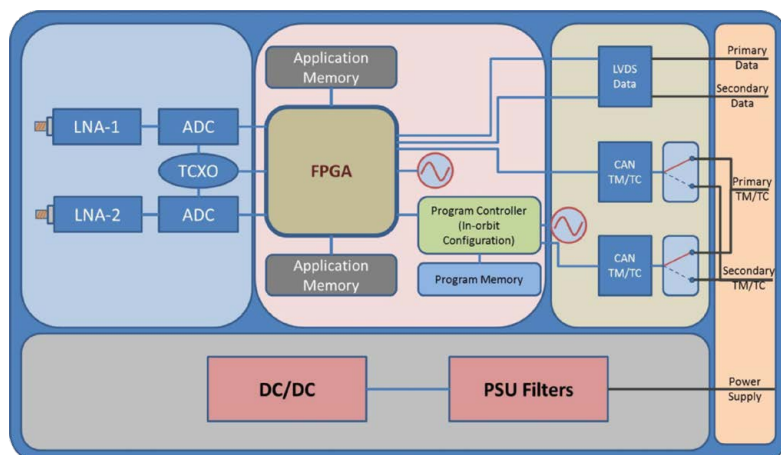 Application
Memory
LNA-1
ADC
TCXO
LNA-2
ADC
FPGA
Application
Memory
Program Controller
(In-orbit
Configuration)
Program Memory
LVDS
Data
CAN
TM/TC
CAN
TM/TC
Primary
Data
Secondary
Data
Primary
TM/TC
Secondary
TM/TC
DC/DC
PSU Filters
Power
Supply